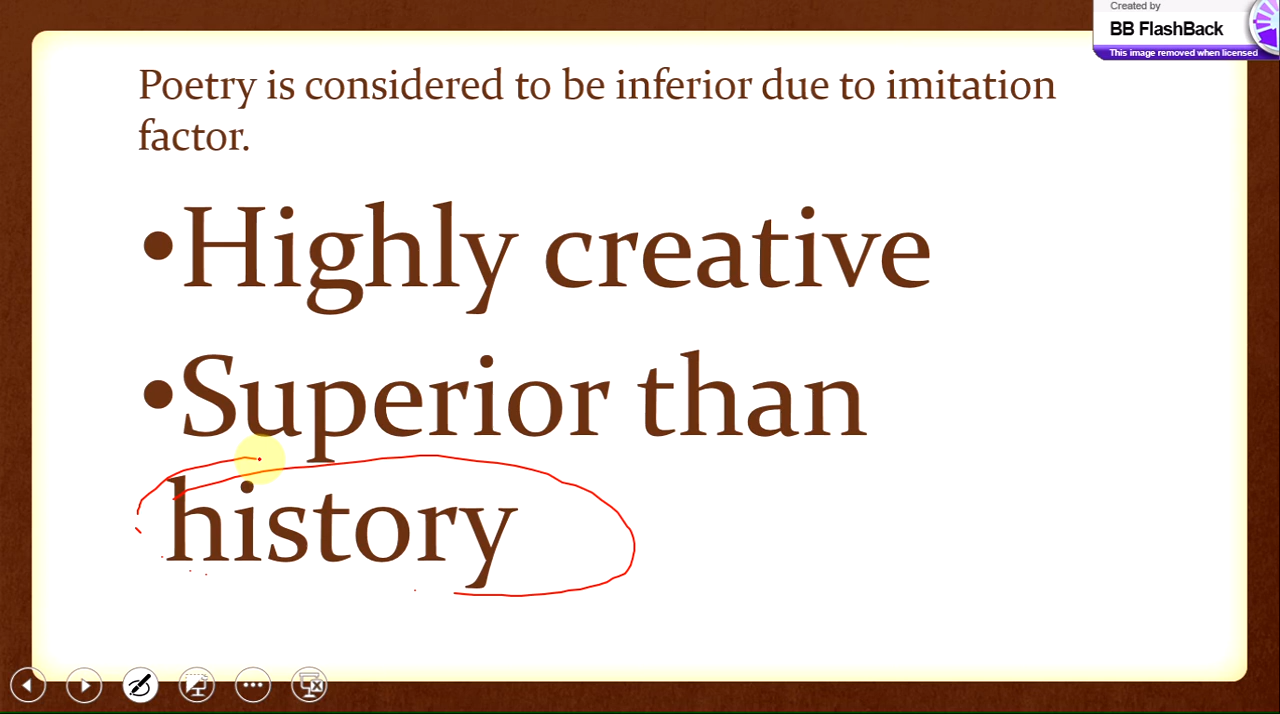 Created by
BB FlashBack
This image removed when licensed
Poetry is considered to be inferior due to imitation
factor.
•Highly creative
•Superior than
history